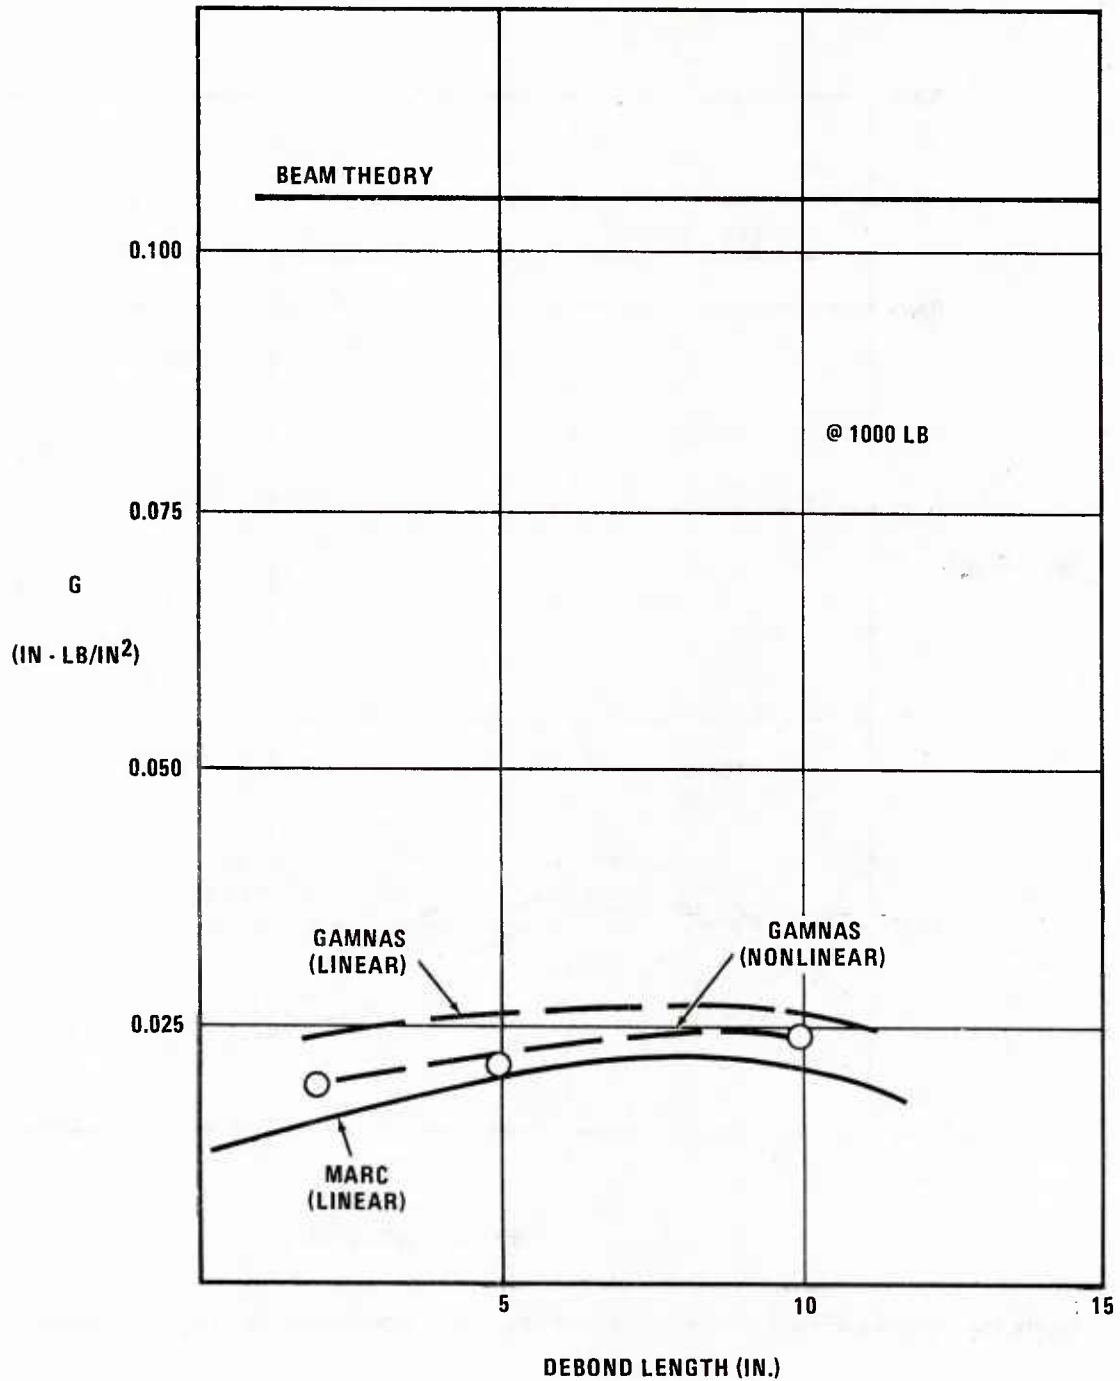 BEAM THEORY
0.100
@ 1000 LB
0.075
G
(IN - LB/IN²)
0.050
GAMNAS
(LINEAR)
GAMNAS
(NONLINEAR)
0.025
MARC
(LINEAR)
5
10
15
DEBOND LENGTH (IN.)